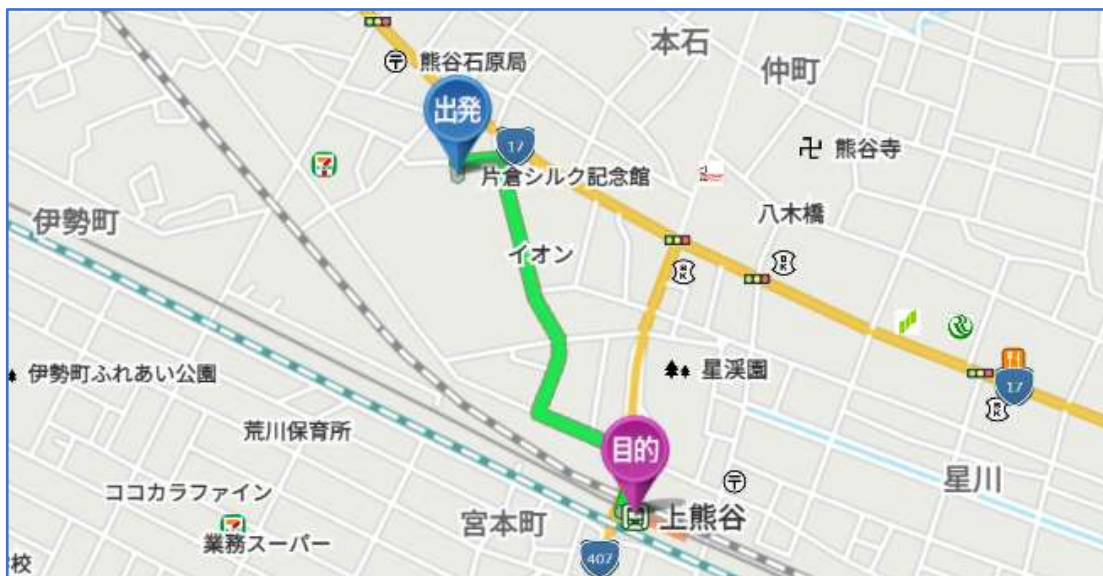 本石
熊谷石原局
仲町
出発
17
熊谷寺
片倉シルク記念館
八木橋
伊勢町
イオン
伊勢町ふれあい公園
星渓園
17
荒川保育所
目的
星川
ココカラファイン
宮本町
上熊谷
業務スーパー
407
校